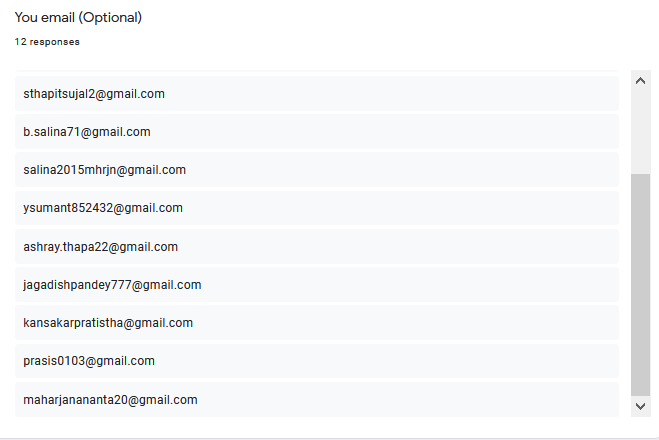 You email (Optional)
12 responses
sthapitsujal2@gmail.com
b.salina71@gmail.com
salina2015mhrjn@gmail.com
ysumant852432@gmail.com
ashray.thapa22@gmail.com
jagadishpandey777@gmail.com
kansakarpratistha@gmail.com
prasis0103@gmail.com
maharjanananta20@gmail.com